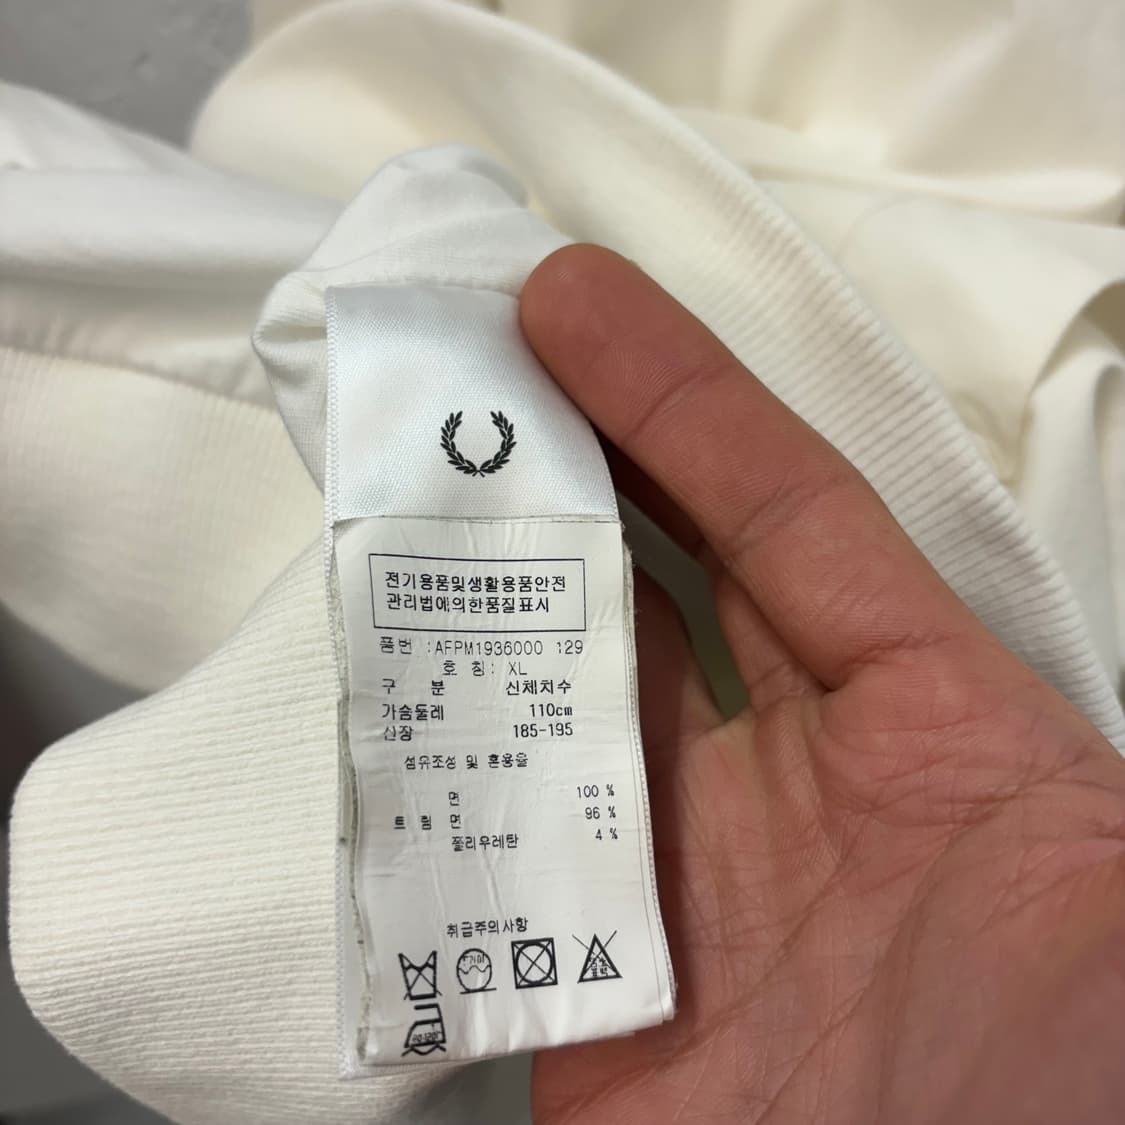 전기용품및생활용품안전
관리법에의한품질표시
품번 :AFPM1936000 129
호 칭: XL
구 분 신체치수
가슴둘레 110cm
신장 185-195
섬유조성 및 혼용율
면 100 %
트 림 면 96 %
폴리우레탄 4 %
취급주의사항